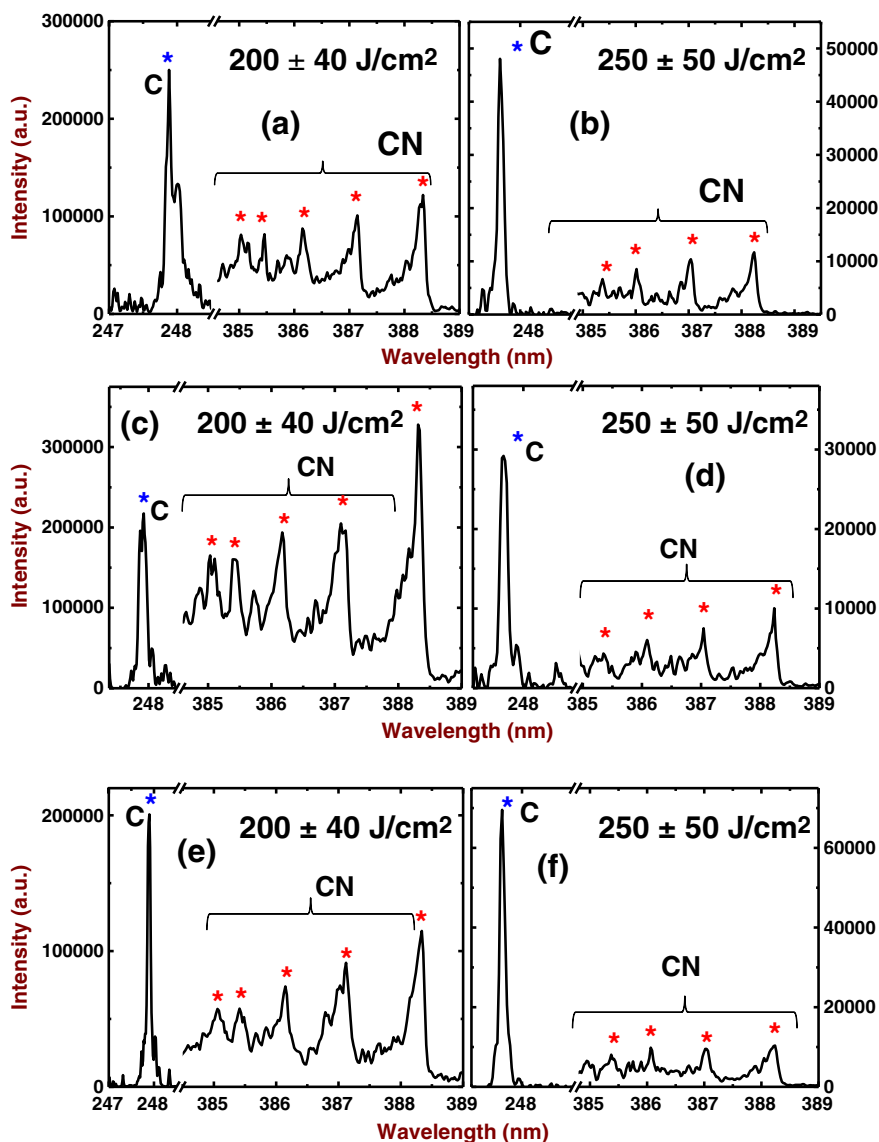 300000
250000
200000
150000
100000
50000
0
Intensity (a.u.)
* C
200 ± 40 J/cm²
(a)
CN
* * * * *
247 248 385 386 387 388 389
* C
250 ± 50 J/cm²
(b)
CN
* * * *
50000
40000
30000
20000
10000
0
248 385 386 387 388 389
Wavelength (nm)
300000
200000
100000
0
Intensity (a.u.)
(c)
200 ± 40 J/cm²
* C
CN
* * * * *
248 385 386 387 388 389
250 ± 50 J/cm²
* C
(d)
CN
* * * *
30000
20000
10000
0
248 385 386 387 388 389
Wavelength (nm)
200000
100000
0
Intensity (a.u.)
* C
200 ± 40 J/cm²
(e)
CN
* * * * *
247 248 385 386 387 388 389
* C
250 ± 50 J/cm²
(f)
CN
* * * *
60000
40000
20000
0
248 385 386 387 388 389
Wavelength (nm)